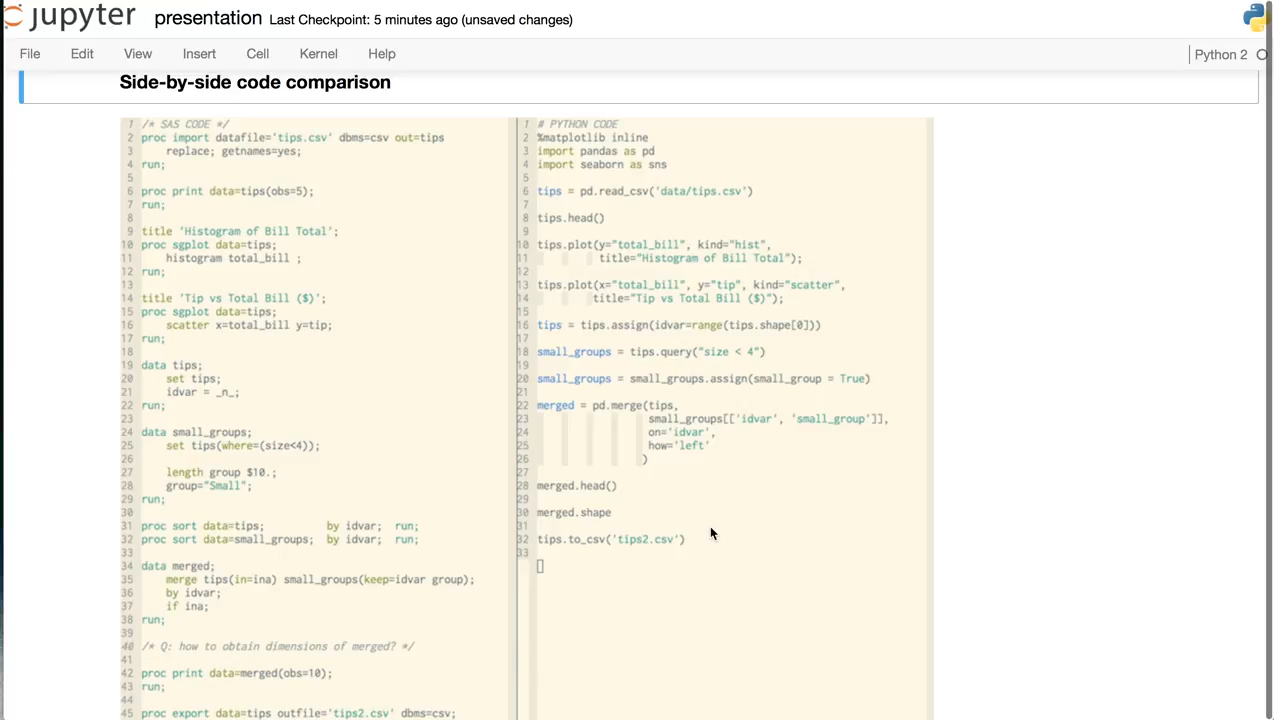 jupyter presentation Last Checkpoint: 5 minutes ago (unsaved changes)
File Edit View Insert Cell Kernel Help Python 2
Side-by-side code comparison
1 /* SAS CODE */
2 proc import datafile='tips.csv' dbms=csv out=tips
3 replace; getnames=yes;
4 run;
5
6 proc print data=tips(obs=5);
7 run;
8
9 title 'Histogram of Bill Total';
10 proc sgplot data=tips;
11 histogram total_bill ;
12 run;
13
14 title 'Tip vs Total Bill ($)';
15 proc sgplot data=tips;
16 scatter x=total_bill y=tip;
17 run;
18
19 data tips;
20 set tips;
21 idvar = _n_;
22 run;
23
24 data small_groups;
25 set tips(where=(size<4));
26
27 length group $10.;
28 group="Small";
29 run;
30
31 proc sort data=tips; by idvar; run;
32 proc sort data=small_groups; by idvar; run;
33
34 data merged;
35 merge tips(in=ina) small_groups(keep=idvar group);
36 by idvar;
37 if ina;
38 run;
39
40 /* Q: how to obtain dimensions of merged? */
41
42 proc print data=merged(obs=10);
43 run;
44
45 proc export data=tips outfile='tips2.csv' dbms=csv;
1 # PYTHON CODE
2 %matplotlib inline
3 import pandas as pd
4 import seaborn as sns
5
6 tips = pd.read_csv('data/tips.csv')
7
8 tips.head()
9
10 tips.plot(y="total_bill", kind="hist",
11 title="Histogram of Bill Total");
12
13 tips.plot(x="total_bill", y="tip", kind="scatter",
14 title="Tip vs Total Bill ($)");
15
16 tips = tips.assign(idvar=range(tips.shape[0]))
17
18 small_groups = tips.query("size < 4")
19
20 small_groups = small_groups.assign(small_group = True)
21
22 merged = pd.merge(tips,
23 small_groups[['idvar', 'small_group']],
24 on='idvar',
25 how='left'
26 )
27
28 merged.head()
29
30 merged.shape
31
32 tips.to_csv('tips2.csv')
33